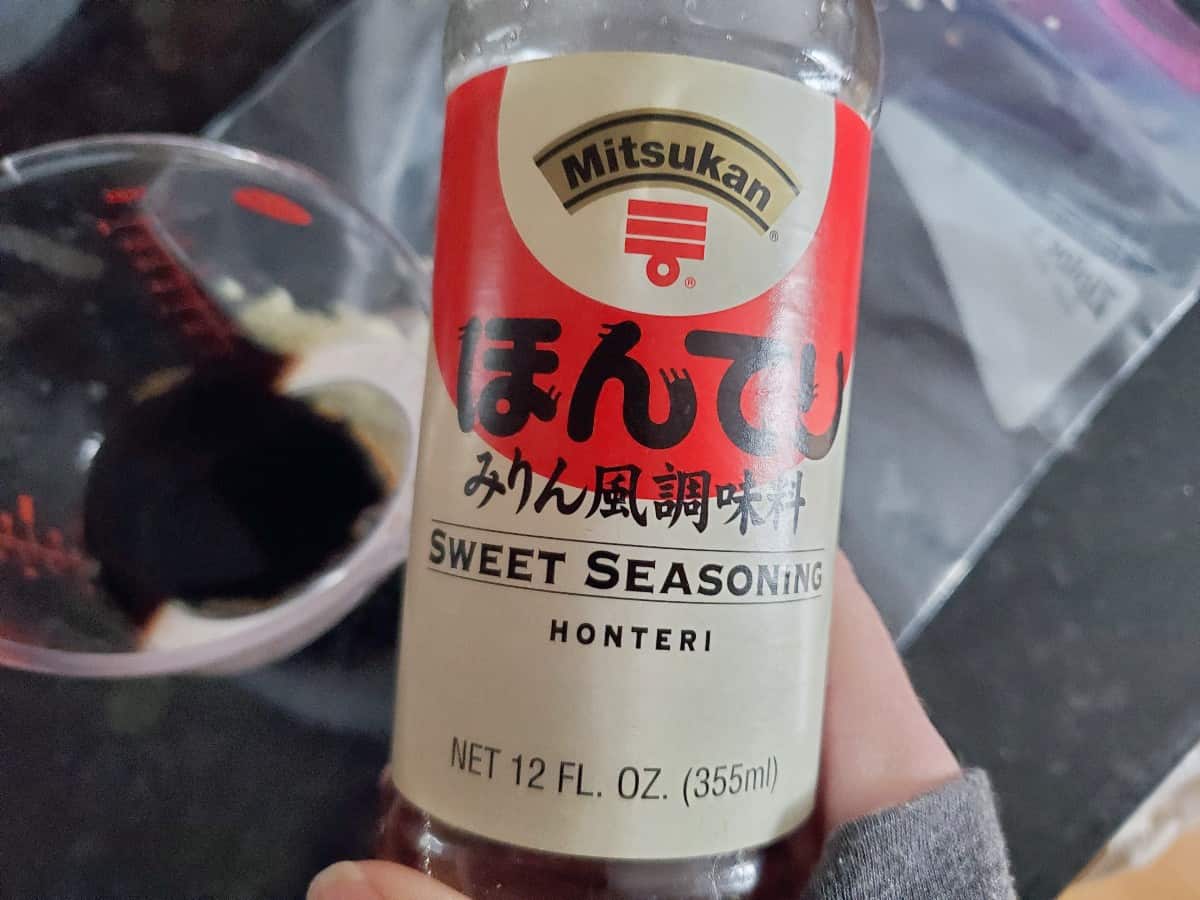 Mitsukan
®
®
ほんてり
みりん風調味料
SWEET SEASONING
HONTERI
NET 12 FL. OZ. (355ml)